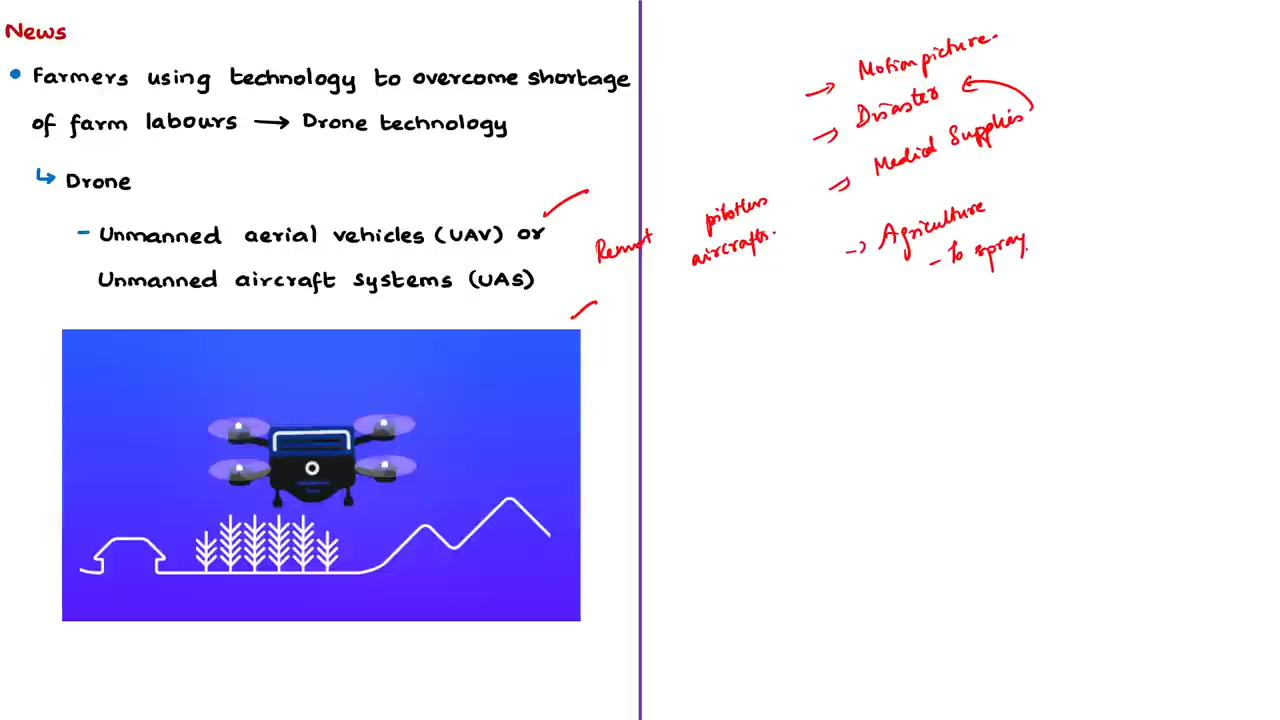 News
• Farmers using technology to overcome shortage
of farm labours → Drone technology
↳ Drone
- Unmanned aerial vehicles (UAV) or
Unmanned aircraft systems (UAS)
pilotless
aircrafts.
→ Motion picture.
→ Disaster
→ Medical Supplies
→ Agriculture
- to spray.